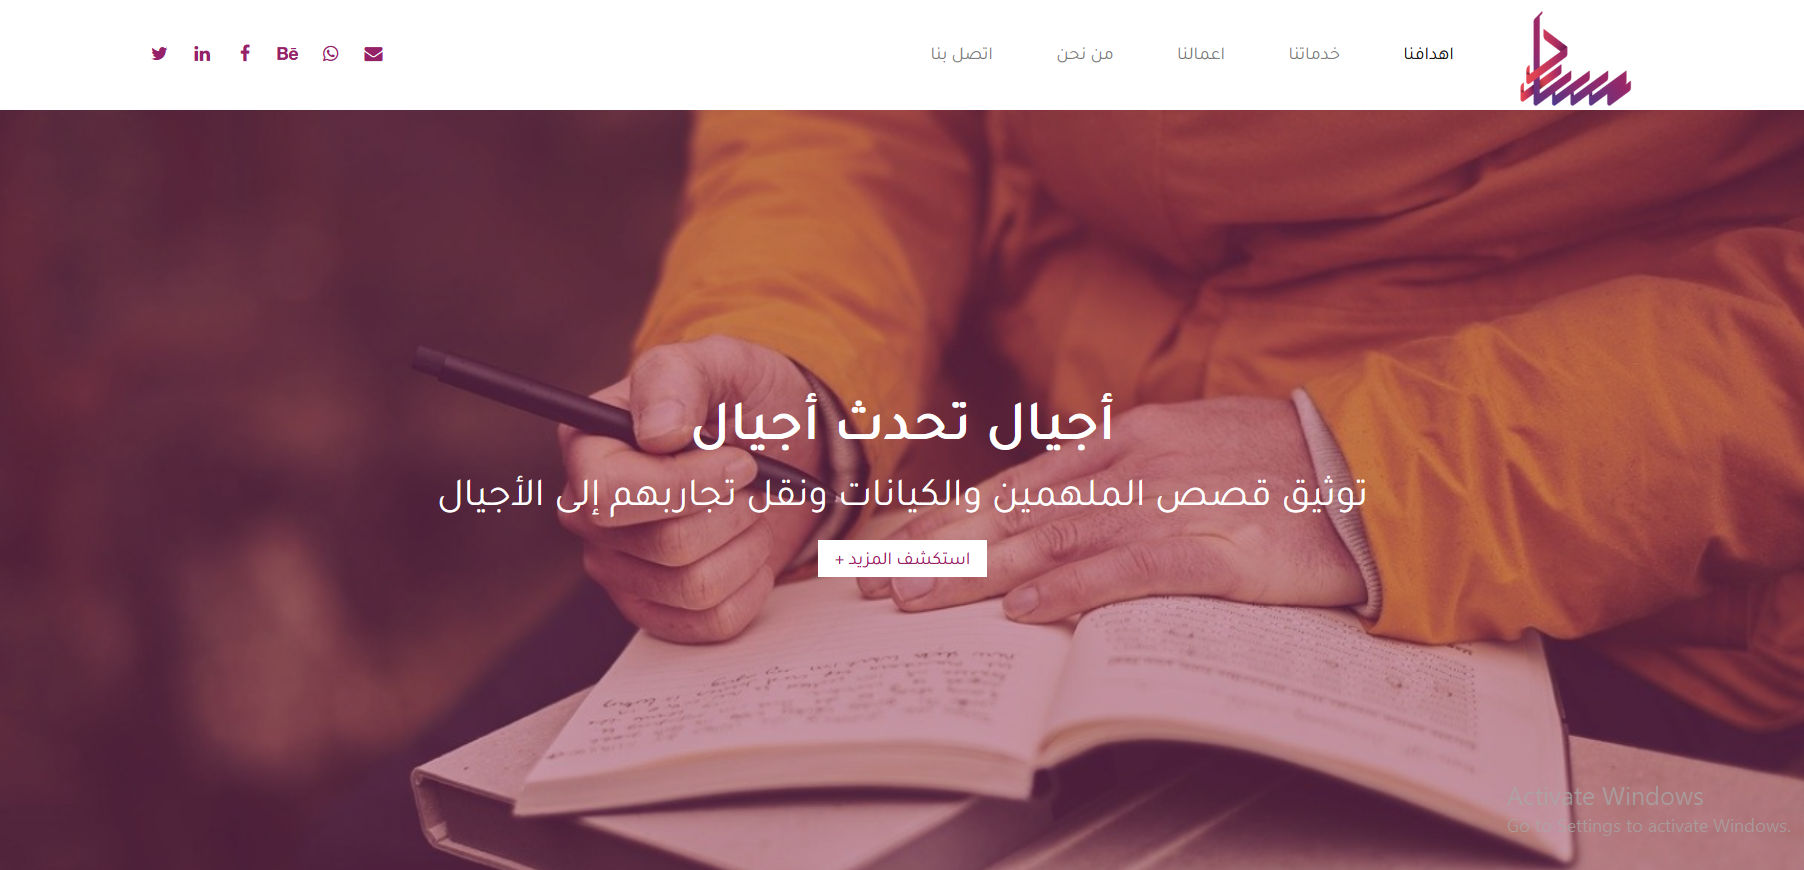 اهدافنا
خدماتنا
اعمالنا
من نحن
اتصل بنا
Bē
أجيال تحدث أجيال
توثيق قصص الملهمين والكيانات ونقل تجاربهم إلى الأجيال
استكشف المزيد +
Activate Windows
Go to Settings to activate Windows.